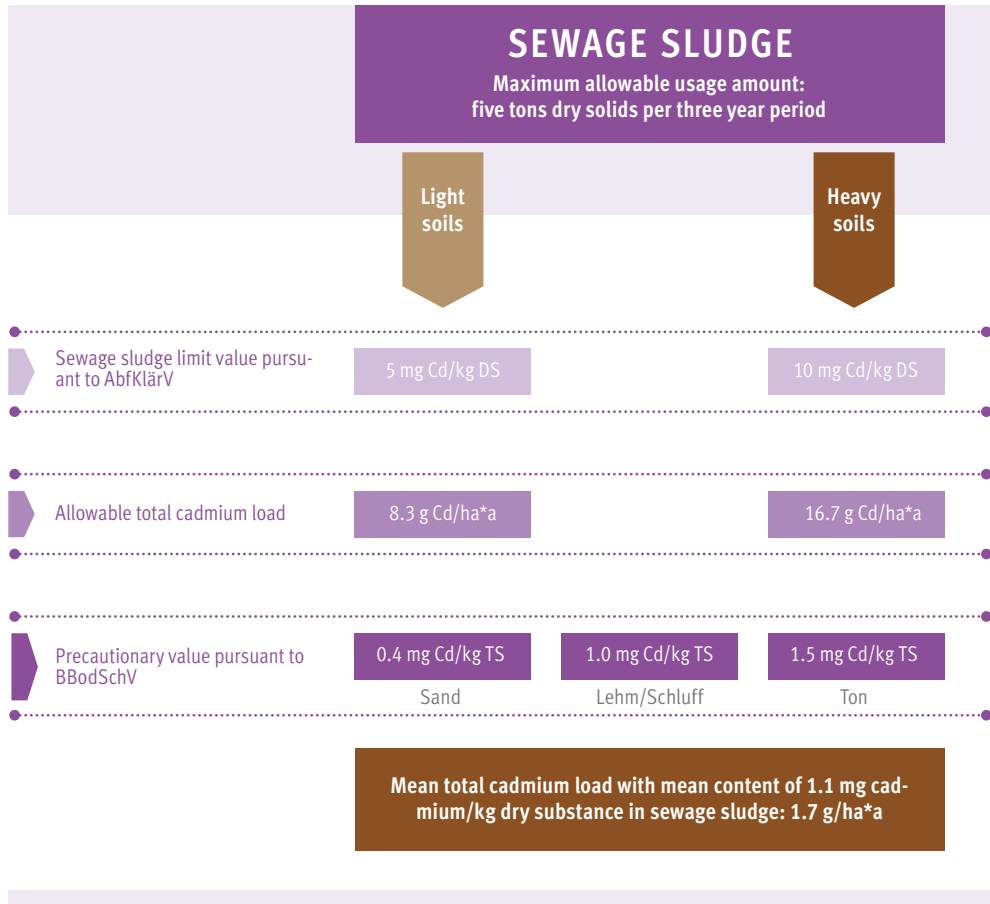 SEWAGE SLUDGE
Maximum allowable usage amount:
five tons dry solids per three year period
Light
soils
Heavy
soils
Sewage sludge limit value pursu-
ant to AbfKlärV
5 mg Cd/kg DS
10 mg Cd/kg DS
Allowable total cadmium load
8.3 g Cd/ha*a
16.7 g Cd/ha*a
Precautionary value pursuant to
BBodSchV
0.4 mg Cd/kg TS
1.0 mg Cd/kg TS
1.5 mg Cd/kg TS
Sand
Lehm/Schluff
Ton
Mean total cadmium load with mean content of 1.1 mg cad-
mium/kg dry substance in sewage sludge: 1.7 g/ha*a